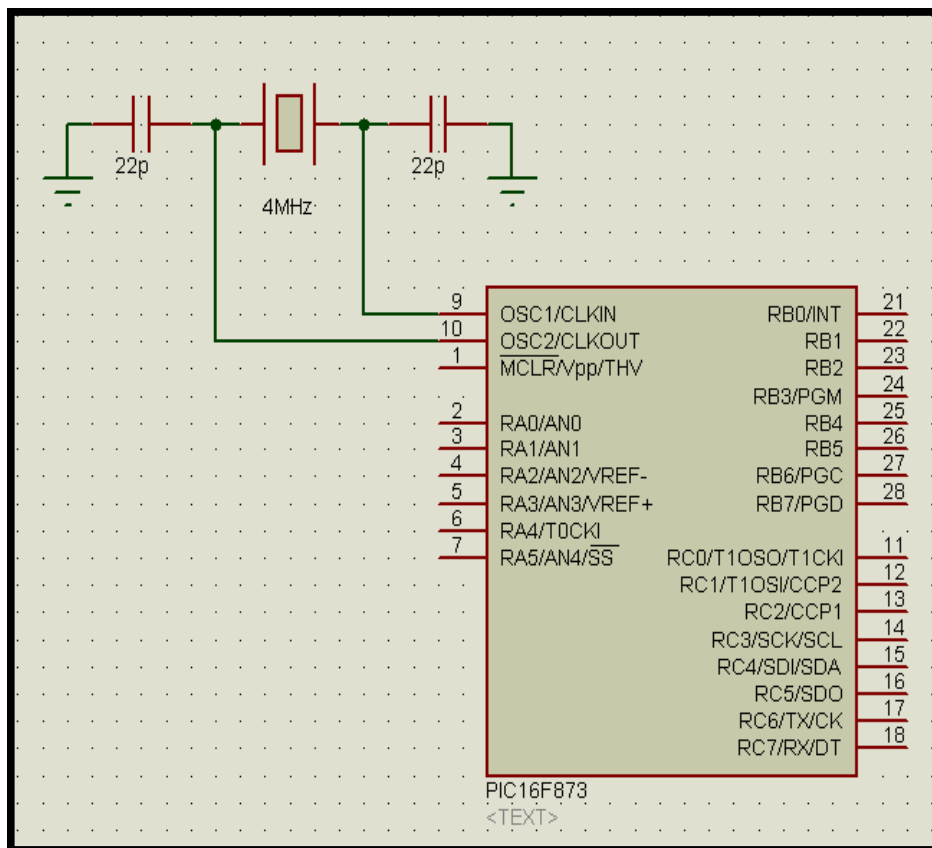 22p
22p
4MHz
9
OSC1/CLKIN
10
OSC2/CLKOUT
1
MCLR/Vpp/THV
2
RA0/AN0
3
RA1/AN1
4
RA2/AN2/VREF-
5
RA3/AN3/VREF+
6
RA4/T0CKI
7
RA5/AN4/SS
RB0/INT
21
RB1
22
RB2
23
RB3/PGM
24
RB4
25
RB5
26
RB6/PGC
27
RB7/PGD
28
RC0/T1OSO/T1CKI
11
RC1/T1OSI/CCP2
12
RC2/CCP1
13
RC3/SCK/SCL
14
RC4/SDI/SDA
15
RC5/SDO
16
RC6/TX/CK
17
RC7/RX/DT
18
PIC16F873
<TEXT>